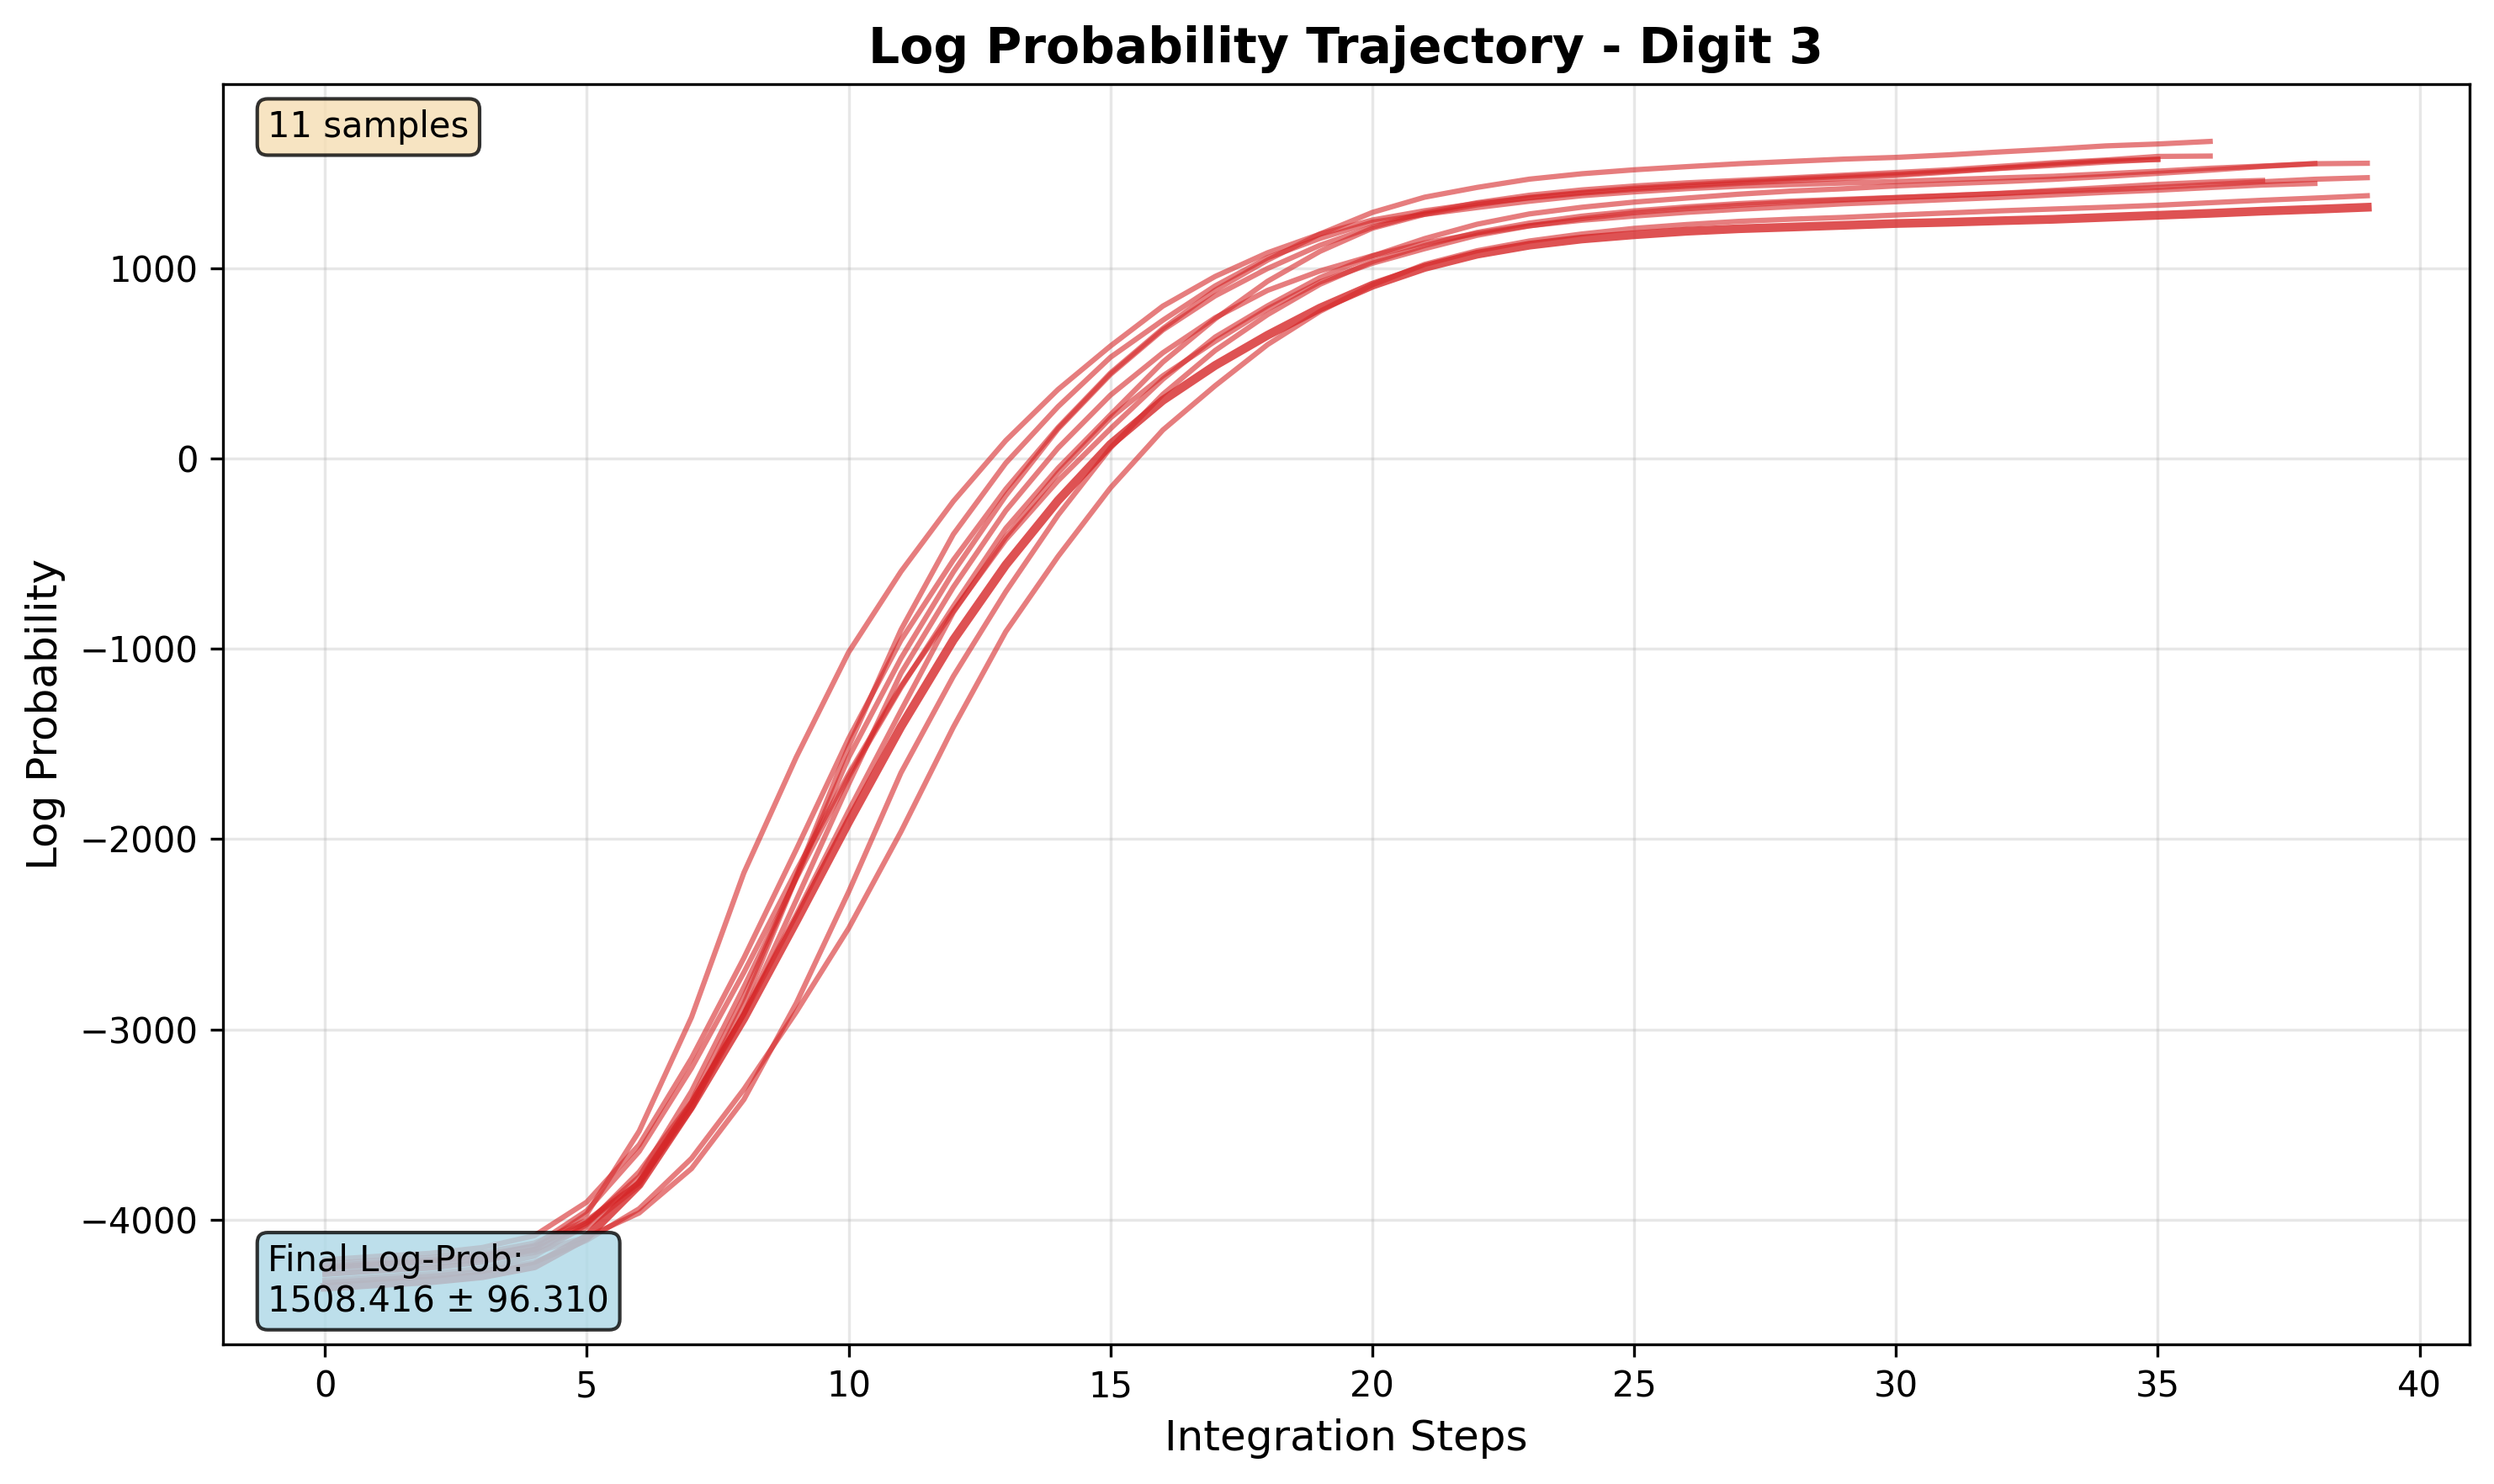 Log Probability Trajectory - Digit 3
11 samples
1000
0
−1000
−2000
−3000
−4000
Log Probability
Final Log-Prob:
1508.416 ± 96.310
0 5 10 15 20 25 30 35 40
Integration Steps